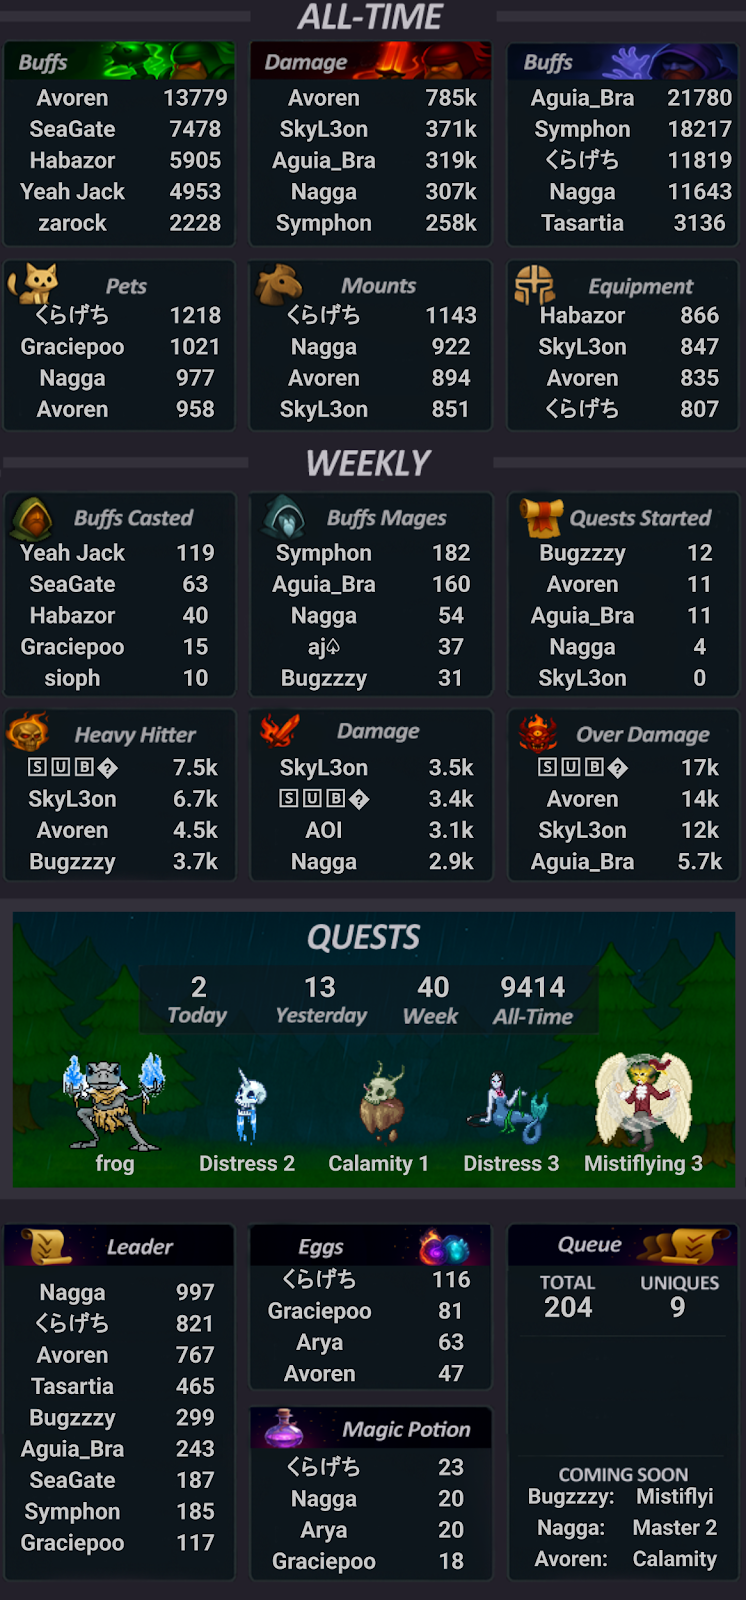 ALL-TIME
Buffs
Avoren 13779
SeaGate 7478
Habazor 5905
Yeah Jack 4953
zarock 2228
Damage
Avoren 785k
SkyL3on 371k
Aguia_Bra 319k
Nagga 307k
Symphon 258k
Buffs
Aguia_Bra 21780
Symphon 18217
くらげち 11819
Nagga 11643
Tasartia 3136
Pets
くらげち 1218
Graciepoo 1021
Nagga 977
Avoren 958
Mounts
くらげち 1143
Nagga 922
Avoren 894
SkyL3on 851
Equipment
Habazor 866
SkyL3on 847
Avoren 835
くらげち 807
WEEKLY
Buffs Casted
Yeah Jack 119
SeaGate 63
Habazor 40
Graciepoo 15
sioph 10
Buffs Mages
Symphon 182
Aguia_Bra 160
Nagga 54
aj♤ 37
Bugzzzy 31
Quests Started
Bugzzzy 12
Avoren 11
Aguia_Bra 11
Nagga 4
SkyL3on 0
Heavy Hitter
🅂🅄🄱� 7.5k
SkyL3on 6.7k
Avoren 4.5k
Bugzzzy 3.7k
Damage
SkyL3on 3.5k
🅂🅄🄱� 3.4k
AOI 3.1k
Nagga 2.9k
Over Damage
🅂🅄🄱� 17k
Avoren 14k
SkyL3on 12k
Aguia_Bra 5.7k
QUESTS
2 13 40 9414
Today Yesterday Week All-Time
frog Distress 2 Calamity 1 Distress 3 Mistiflying 3
Leader
Nagga 997
くらげち 821
Avoren 767
Tasartia 465
Bugzzzy 299
Aguia_Bra 243
SeaGate 187
Symphon 185
Graciepoo 117
Eggs
くらげち 116
Graciepoo 81
Arya 63
Avoren 47
Magic Potion
くらげち 23
Nagga 20
Arya 20
Graciepoo 18
Queue
TOTAL UNIQUES
204 9
COMING SOON
Bugzzzy: Mistiflyi
Nagga: Master 2
Avoren: Calamity